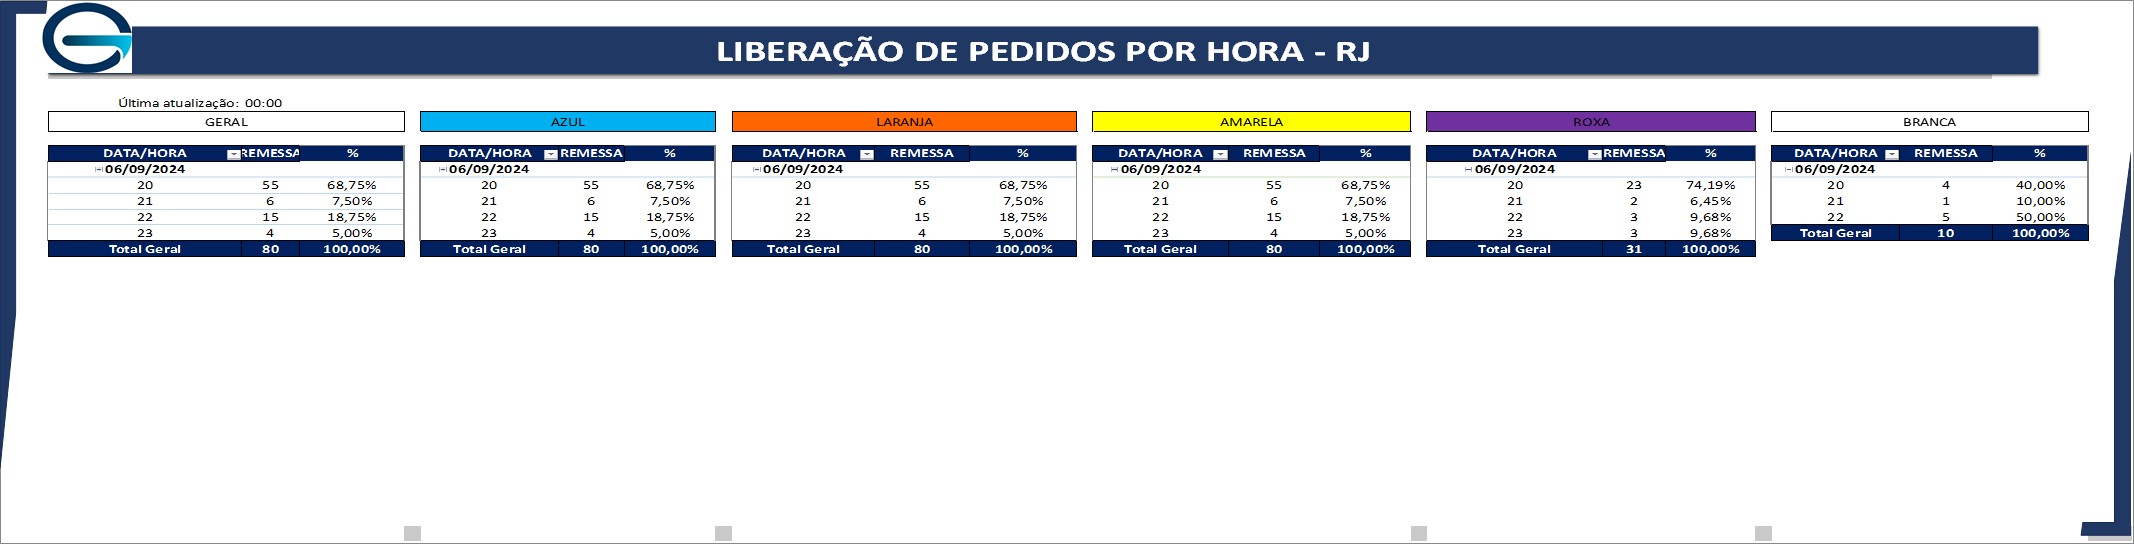 LIBERAÇÃO DE PEDIDOS POR HORA - RJ
Última atualização: 00:00
GERAL
DATA/HORA REMESSA %
06/09/2024
20 55 68,75%
21 6 7,50%
22 15 18,75%
23 4 5,00%
Total Geral 80 100,00%
AZUL
DATA/HORA REMESSA %
06/09/2024
20 55 68,75%
21 6 7,50%
22 15 18,75%
23 4 5,00%
Total Geral 80 100,00%
LARANJA
DATA/HORA REMESSA %
06/09/2024
20 55 68,75%
21 6 7,50%
22 15 18,75%
23 4 5,00%
Total Geral 80 100,00%
AMARELA
DATA/HORA REMESSA %
06/09/2024
20 55 68,75%
21 6 7,50%
22 15 18,75%
23 4 5,00%
Total Geral 80 100,00%
ROXA
DATA/HORA REMESSA %
06/09/2024
20 23 74,19%
21 2 6,45%
22 3 9,68%
23 3 9,68%
Total Geral 31 100,00%
BRANCA
DATA/HORA REMESSA %
06/09/2024
20 4 40,00%
21 1 10,00%
22 5 50,00%
Total Geral 10 100,00%